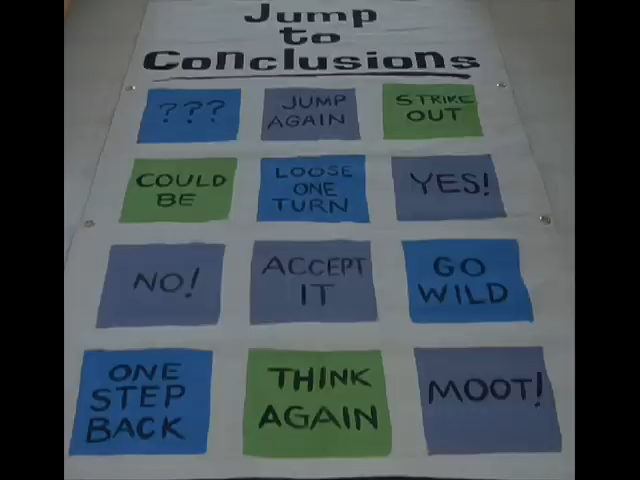 Jump
to
Conclusions
???
JUMP
AGAIN
STRIKE
OUT
COULD
BE
LOOSE
ONE
TURN
YES!
NO!
ACCEPT
IT
GO
WILD
ONE
STEP
BACK
THINK
AGAIN
MOOT!